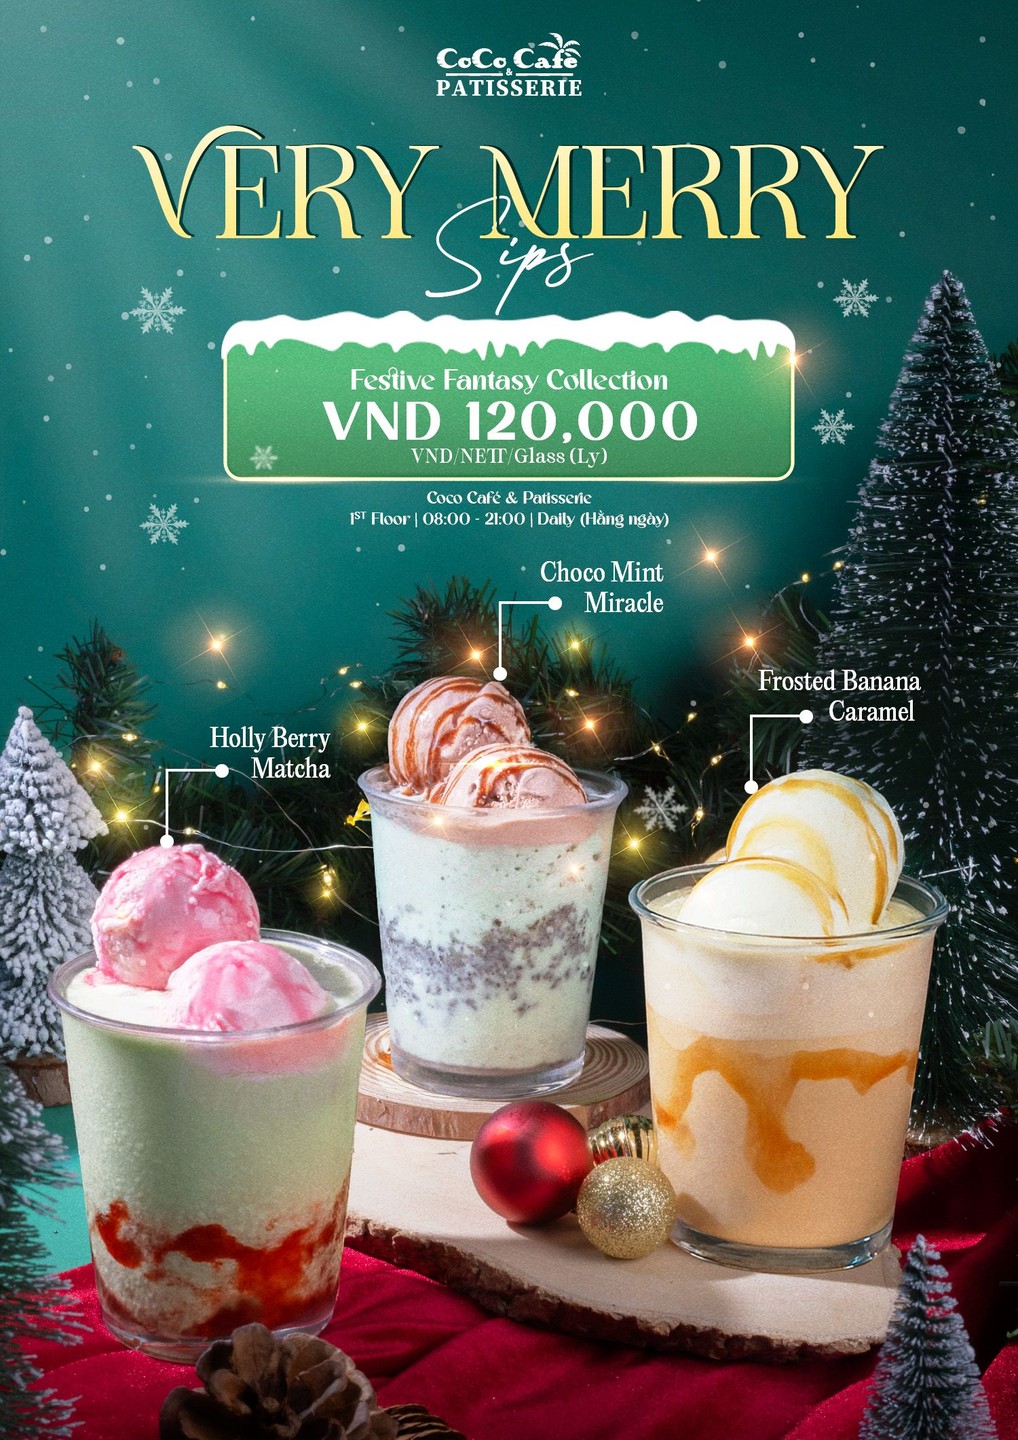 CoCo Café
&
PATISSERIE
VERY MERRY
Sips
Festive Fantasy Collection
VND 120,000
VND/NETT/Glass (Ly)
Coco Café & Patisserie
1ST Floor | 08:00 - 21:00 | Daily (Hằng ngày)
Choco Mint
Miracle
Frosted Banana
Caramel
Holly Berry
Matcha